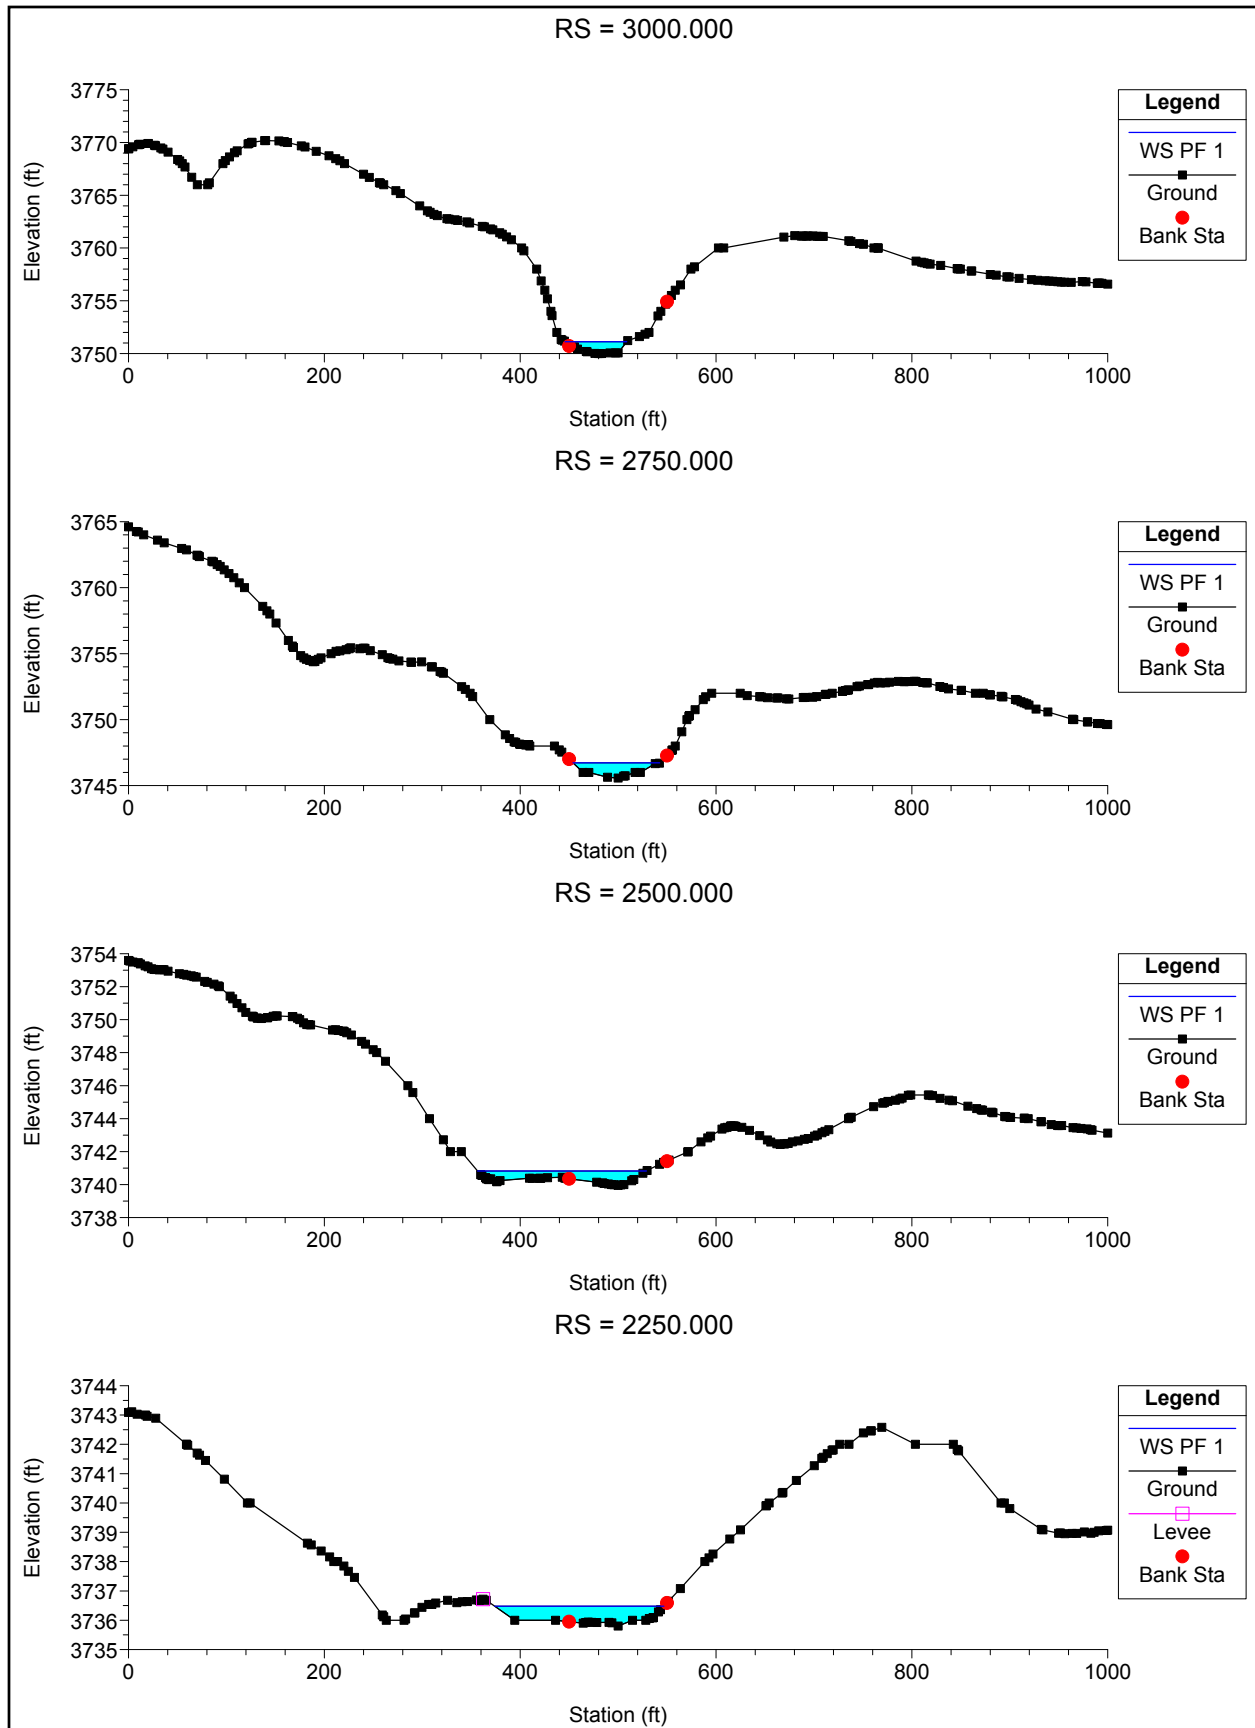 RS = 3000.000
Elevation (ft)
3775
3770
3765
3760
3755
3750
0 200 400 600 800 1000
Station (ft)
Legend
WS PF 1
Ground
Bank Sta
RS = 2750.000
Elevation (ft)
3765
3760
3755
3750
3745
0 200 400 600 800 1000
Station (ft)
Legend
WS PF 1
Ground
Bank Sta
RS = 2500.000
Elevation (ft)
3754
3752
3750
3748
3746
3744
3742
3740
3738
0 200 400 600 800 1000
Station (ft)
Legend
WS PF 1
Ground
Bank Sta
RS = 2250.000
Elevation (ft)
3744
3743
3742
3741
3740
3739
3738
3737
3736
3735
0 200 400 600 800 1000
Station (ft)
Legend
WS PF 1
Ground
Levee
Bank Sta